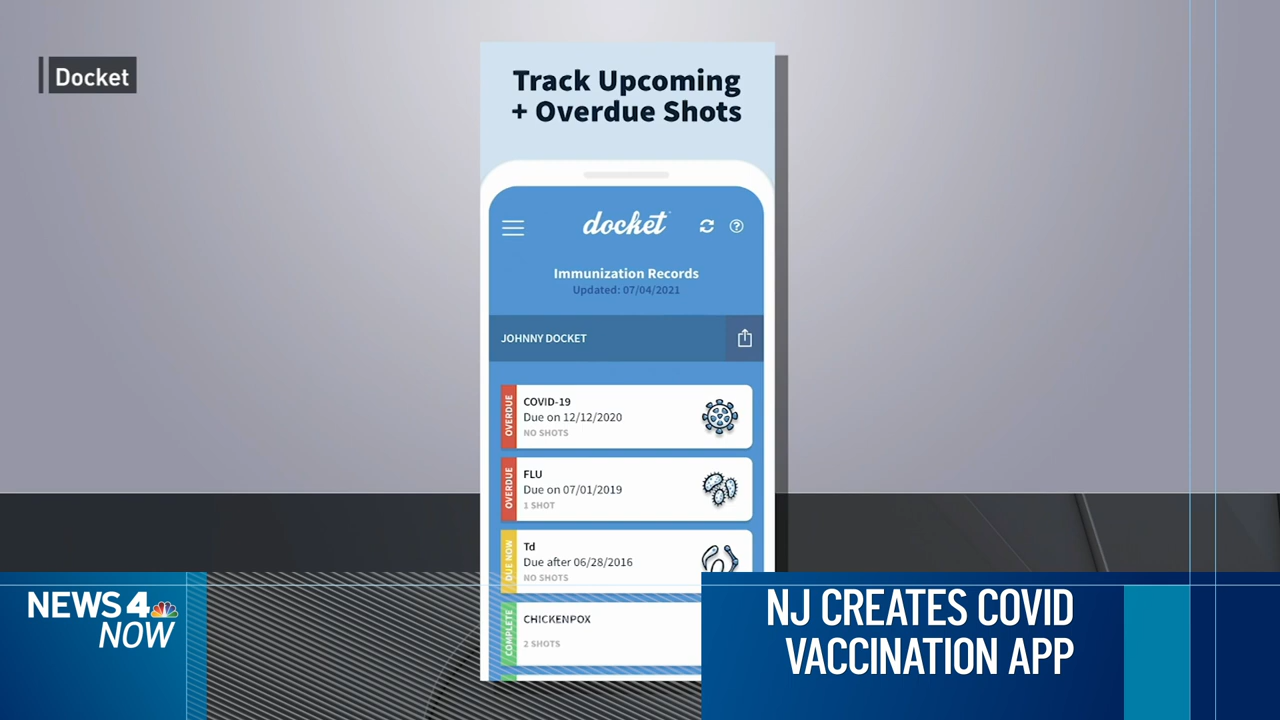 Docket
Track Upcoming
+ Overdue Shots
docket
Immunization Records
Updated: 07/04/2021
JOHNNY DOCKET
OVERDUE
COVID-19
Due on 12/12/2020
NO SHOTS
OVERDUE
FLU
Due on 07/01/2019
1 SHOT
DUE NOW
Td
Due after 06/28/2016
NO SHOTS
COMPLETE
CHICKENPOX
2 SHOTS
NEWS 4
NOW
NJ CREATES COVID
VACCINATION APP